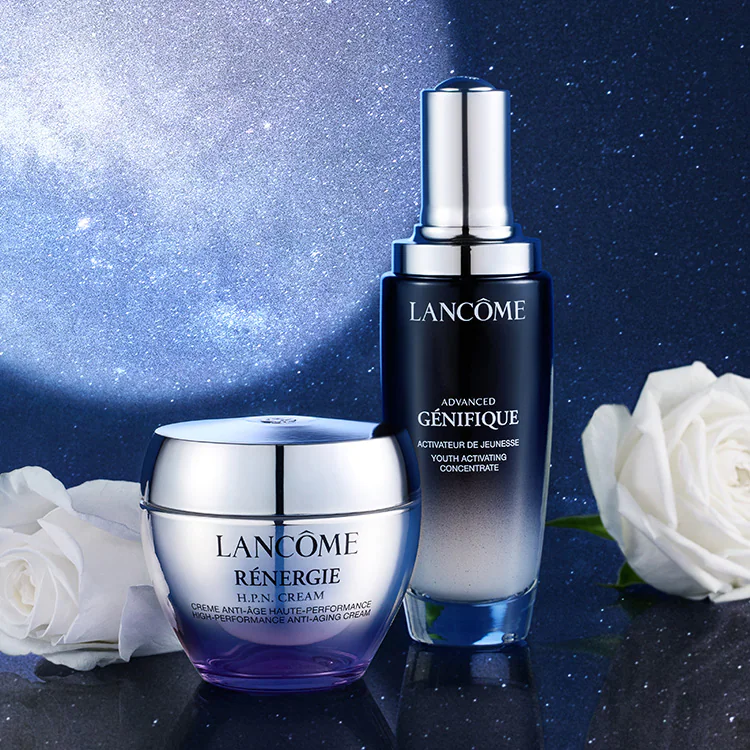 LANCÔME
RÉNERGIE
H.P.N. CREAM
CRÈME ANTI-ÂGE HAUTE-PERFORMANCE
HIGH-PERFORMANCE ANTI-AGING CREAM
LANCÔME
ADVANCED
GÉNIFIQUE
ACTIVATEUR DE JEUNESSE
YOUTH ACTIVATING
CONCENTRATE